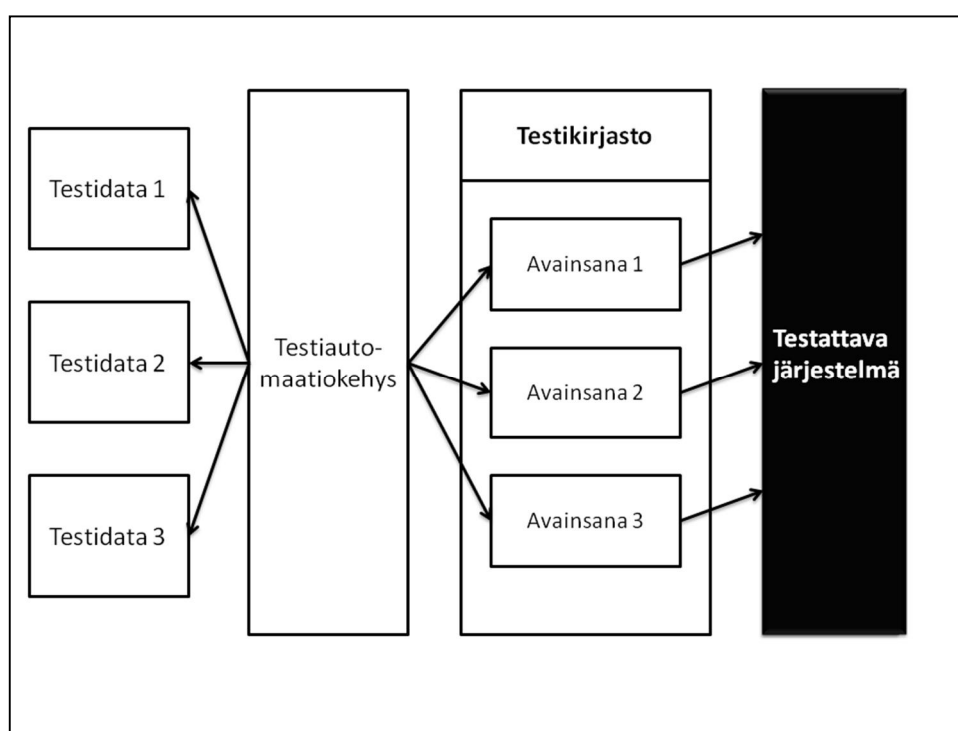 Testidata 1
Testidata 2
Testidata 3
Testiauto-
maatiokehys
Testikirjasto
Avainsana 1
Avainsana 2
Avainsana 3
Testattava
järjestelmä